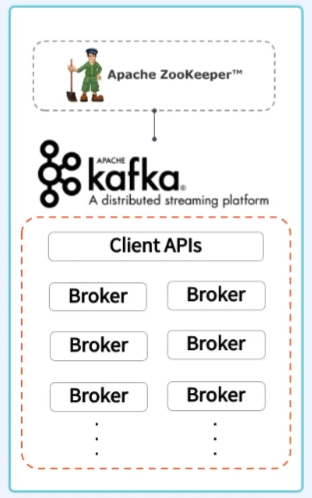 Apache ZooKeeper™
APACHE
kafka®
A distributed streaming platform
Client APIs
Broker Broker
Broker Broker
Broker Broker